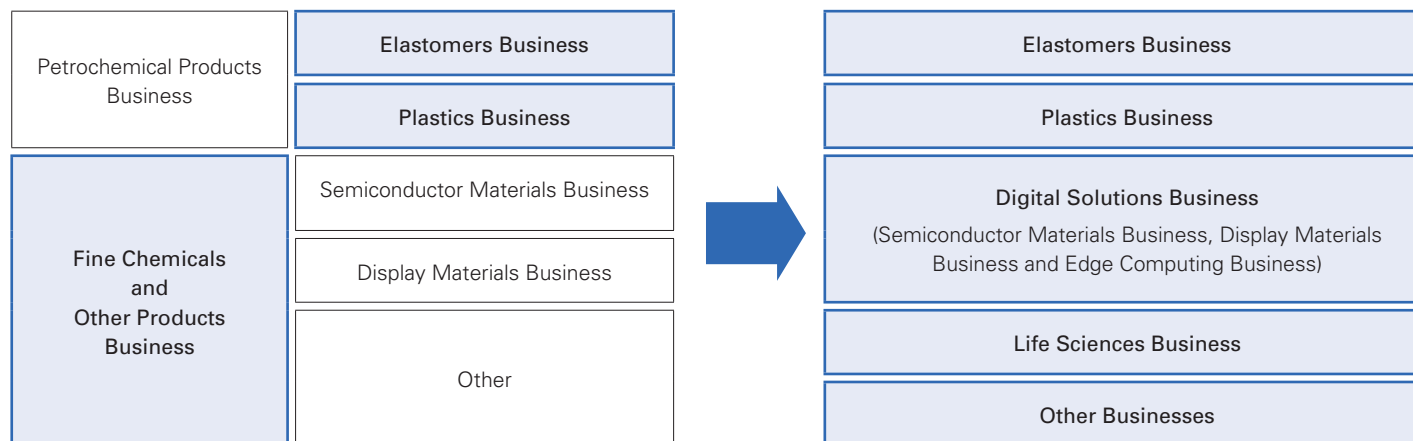 Petrochemical Products
Business
Elastomers Business
Plastics Business
Fine Chemicals
and
Other Products
Business
Semiconductor Materials Business
Display Materials Business
Other
Elastomers Business
Plastics Business
Digital Solutions Business
(Semiconductor Materials Business, Display Materials
Business and Edge Computing Business)
Life Sciences Business
Other Businesses